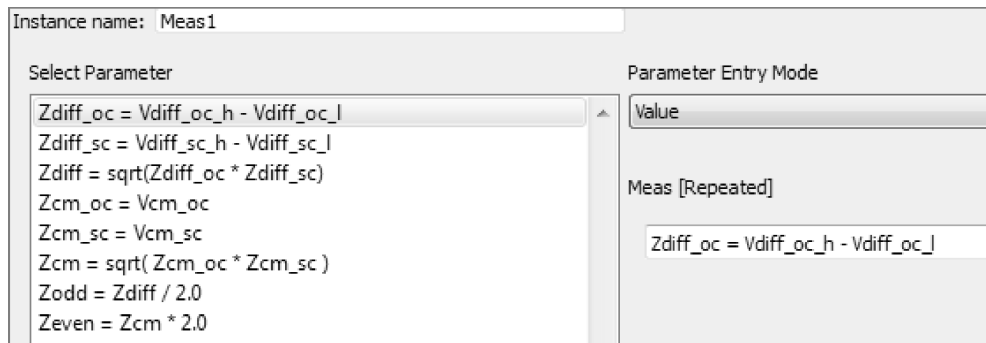 Instance name: Meas1
Select Parameter
Zdiff_oc = Vdiff_oc_h - Vdiff_oc_l
Zdiff_sc = Vdiff_sc_h - Vdiff_sc_l
Zdiff = sqrt(Zdiff_oc * Zdiff_sc)
Zcm_oc = Vcm_oc
Zcm_sc = Vcm_sc
Zcm = sqrt( Zcm_oc * Zcm_sc )
Zodd = Zdiff / 2.0
Zeven = Zcm * 2.0
Parameter Entry Mode
Value
Meas [Repeated]
Zdiff_oc = Vdiff_oc_h - Vdiff_oc_l